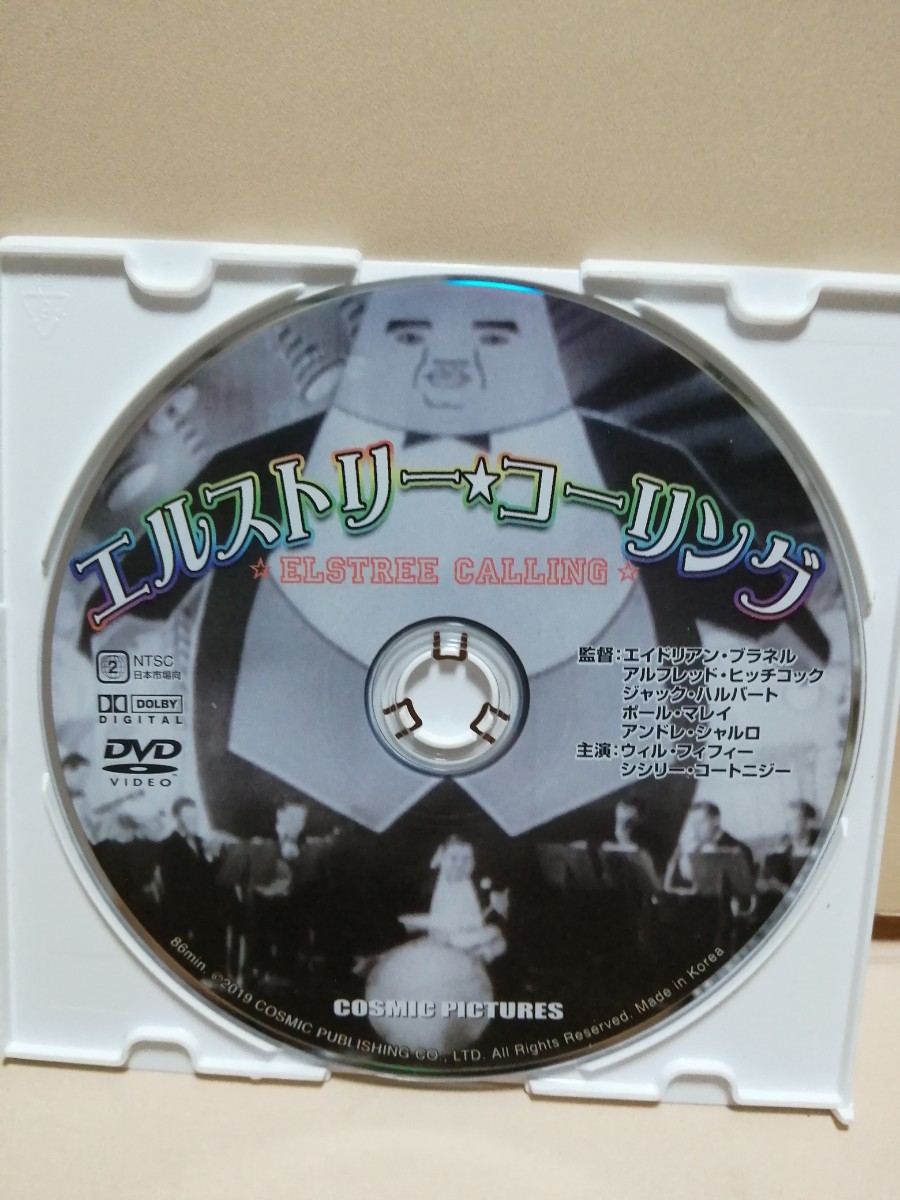 エルストリー☆コーリング
☆ ELSTREE CALLING ☆
2 NTSC
日本市場向
DOLBY
DIGITAL
DVD
VIDEO™
監督:エイドリアン・ブラネル
アルフレッド・ヒッチコック
ジャック・ハルバート
ポール・マレイ
アンドレ・シャルロ
主演:ウィル・フィフィー
シシリー・コートニジー
COSMIC PICTURES
86min. ©2019 COSMIC PUBLISHING CO., LTD. All Rights Reserved. Made in Korea